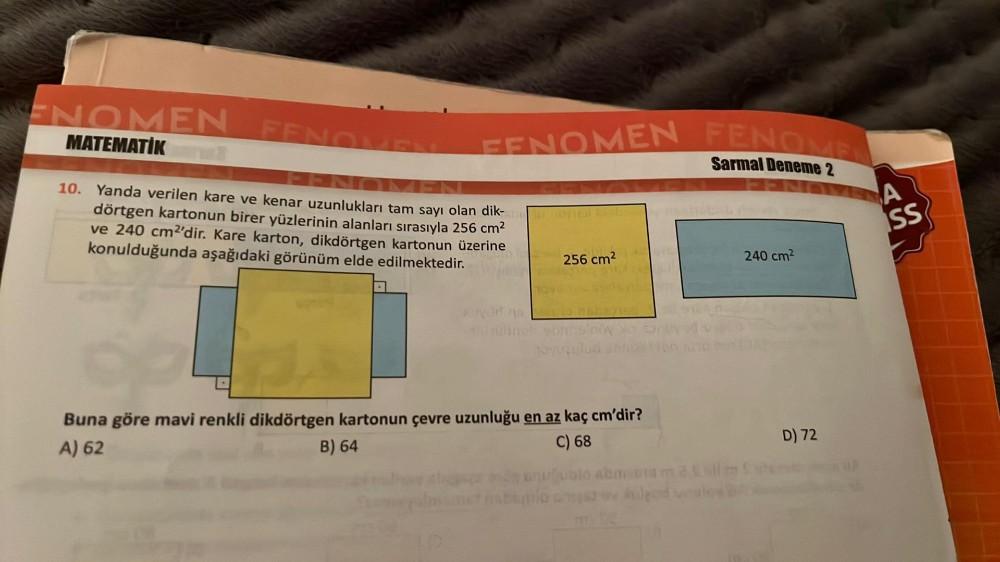 ENOMEN FENOMEN FENOMEN FENOM
MATEMATİK
Sarmal Deneme 2
10. Yanda verilen kare ve kenar uzunlukları tam sayı olan dik-
dörtgen kartonun birer yüzlerinin alanları sırasıyla 256 cm²
ve 240 cm²'dir. Kare karton, dikdörtgen kartonun üzerine
konulduğunda aşağıdaki görünüm elde edilmektedir.
256 cm²
240 cm²
Buna göre mavi renkli dikdörtgen kartonun çevre uzunluğu en az kaç cm'dir?
A) 62 B) 64 C) 68 D) 72